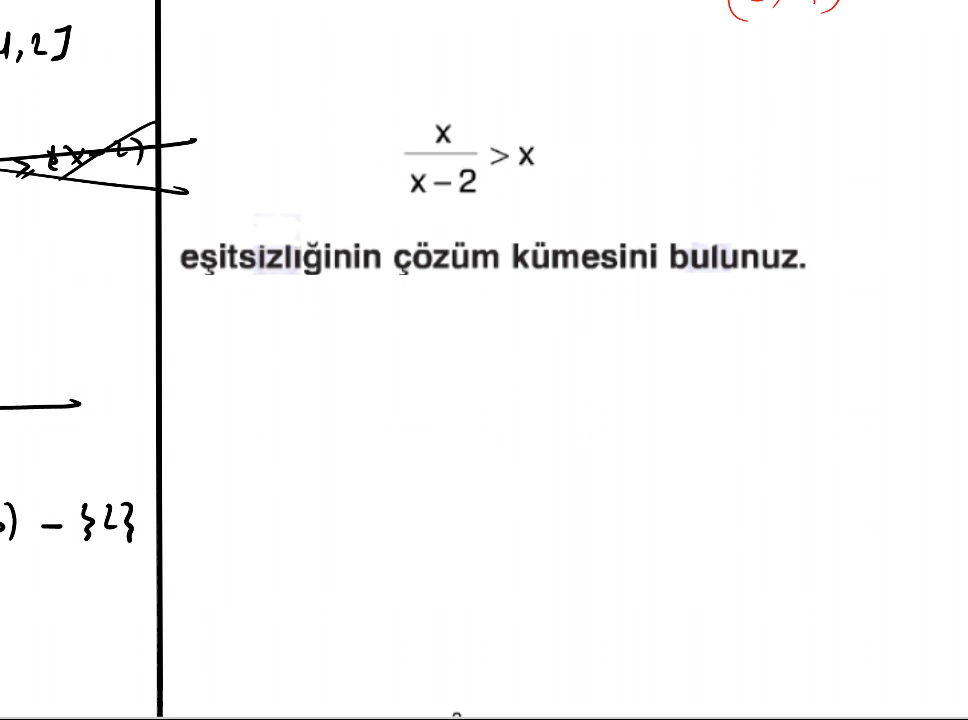 1,2]
x
x – 2
> x
eşitsizliğinin çözüm kümesini bulunuz.
) – {2}